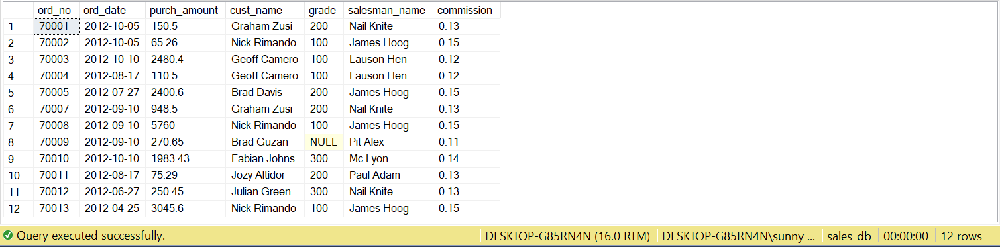 ord_no ord_date purch_amount cust_name grade salesman_name commission
1 70001 2012-10-05 150.5 Graham Zusi 200 Nail Knite 0.13
2 70002 2012-10-05 65.26 Nick Rimando 100 James Hoog 0.15
3 70003 2012-10-10 2480.4 Geoff Camero 100 Lauson Hen 0.12
4 70004 2012-08-17 110.5 Geoff Camero 100 Lauson Hen 0.12
5 70005 2012-07-27 2400.6 Brad Davis 200 James Hoog 0.15
6 70007 2012-09-10 948.5 Graham Zusi 200 Nail Knite 0.13
7 70008 2012-09-10 5760 Nick Rimando 100 James Hoog 0.15
8 70009 2012-09-10 270.65 Brad Guzan NULL Pit Alex 0.11
9 70010 2012-10-10 1983.43 Fabian Johns 300 Mc Lyon 0.14
10 70011 2012-08-17 75.29 Jozy Altidor 200 Paul Adam 0.13
11 70012 2012-06-27 250.45 Julian Green 300 Nail Knite 0.13
12 70013 2012-04-25 3045.6 Nick Rimando 100 James Hoog 0.15
Query executed successfully. DESKTOP-G85RN4N (16.0 RTM) DESKTOP-G85RN4N\sunny ... sales_db 00:00:00 12 rows